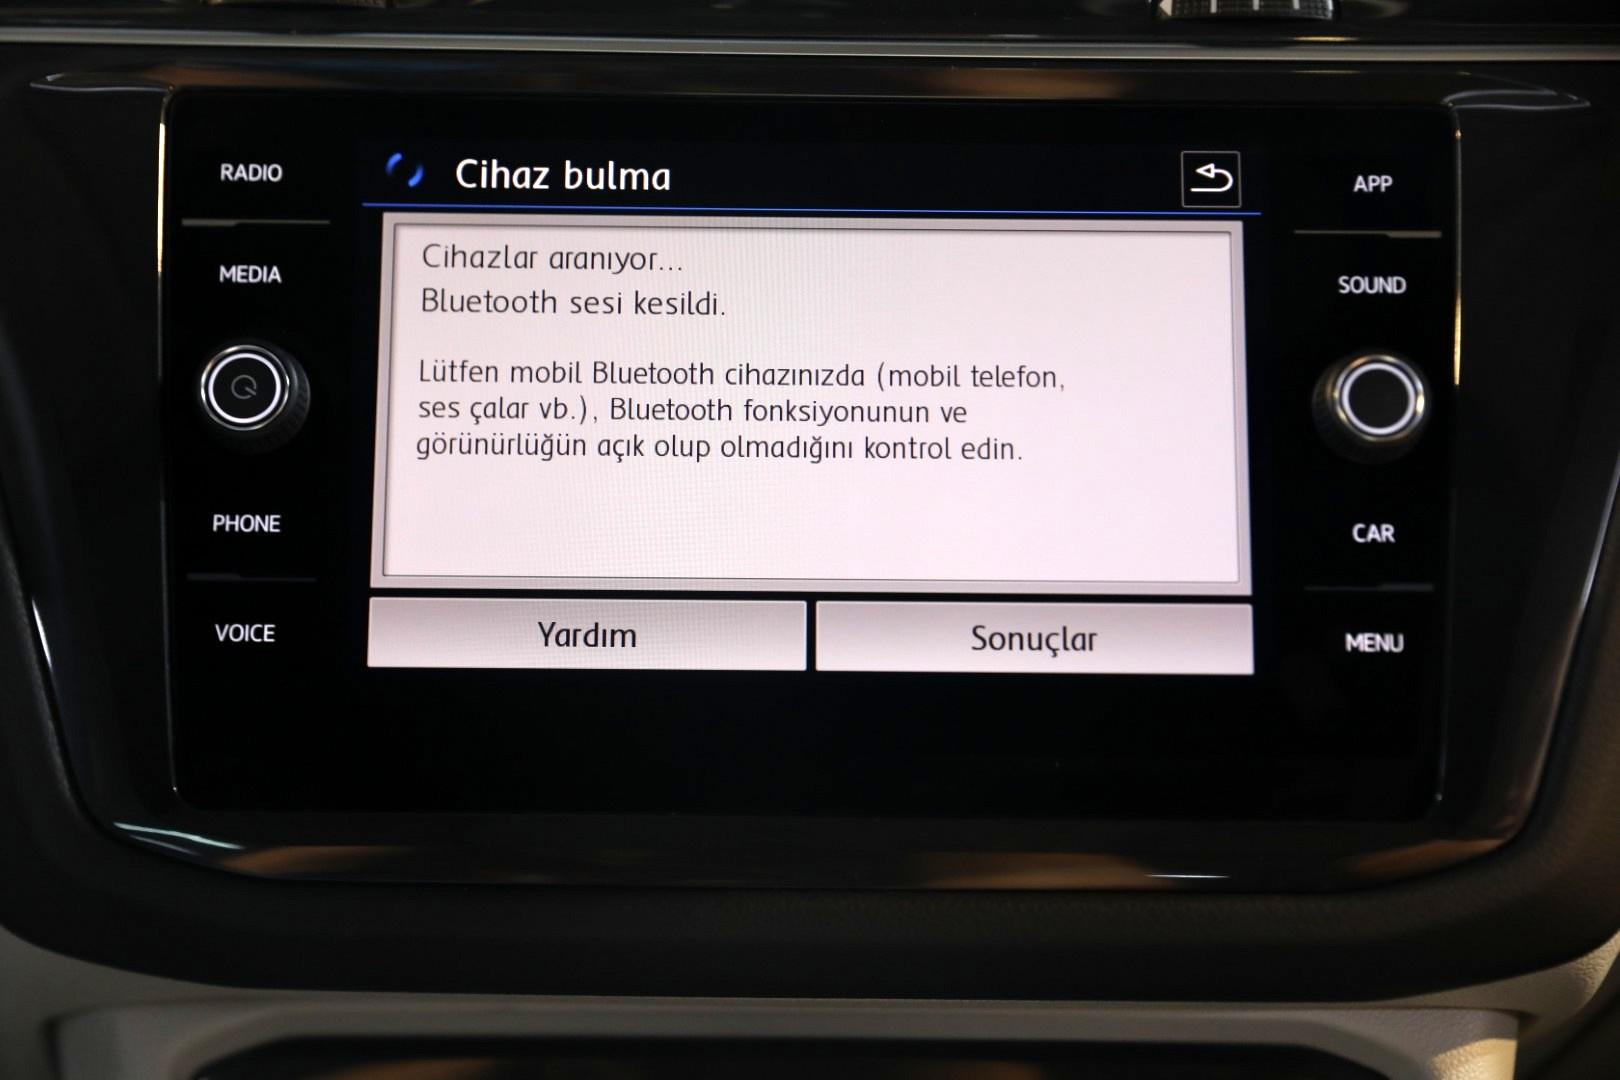 RADIO
MEDIA
PHONE
VOICE
Cihaz bulma
Cihazlar aranıyor...
Bluetooth sesi kesildi.
Lütfen mobil Bluetooth cihazınızda (mobil telefon,
ses çalar vb.), Bluetooth fonksiyonunun ve
görünürlüğün açık olup olmadığını kontrol edin.
Yardım
Sonuçlar
APP
SOUND
CAR
MENU